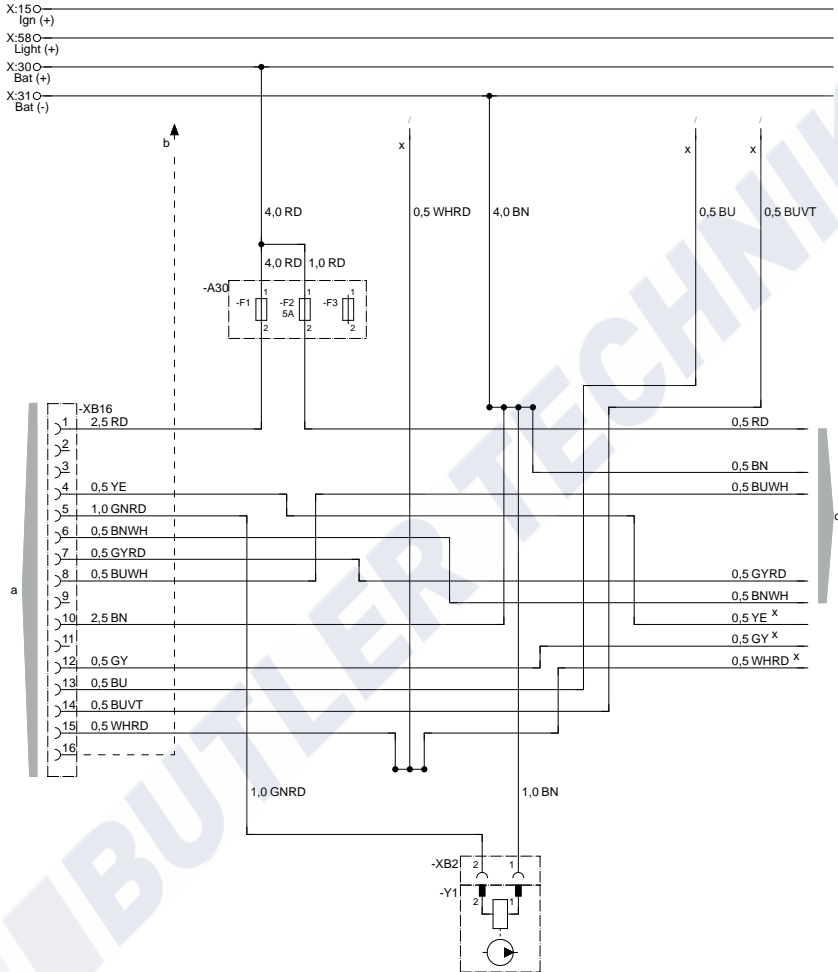 X:15
Ign (+)
X:58
Light (+)
X:30
Bat (+)
X:31
Bat (-)
b
x
x
x
4,0 RD
0,5 WHRD
4,0 BN
0,5 BU
0,5 BUVT
4,0 RD
1,0 RD
-A30
1
1
1
-F1
-F2
-F3
5A
2
2
2
-XB16
1
2,5 RD
0,5 RD
2
3
0,5 BN
4
0,5 YE
0,5 BUWH
5
1,0 GNRD
c
6
0,5 BNWH
7
0,5 GYRD
8
0,5 BUWH
0,5 GYRD
a
9
0,5 BNWH
10
2,5 BN
0,5 YE x
11
0,5 GY x
12
0,5 GY
0,5 WHRD x
13
0,5 BU
14
0,5 BUVT
15
0,5 WHRD
16
1,0 GNRD
1,0 BN
-XB2
2
1
-Y1
2
1
BUTLER TECHNIK